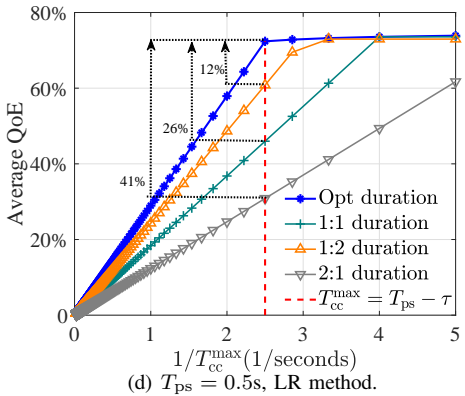 80%
60%
40%
20%
0
Average QoE
12%
26%
41%
Opt duration
1:1 duration
1:2 duration
2:1 duration
T_cc^max = T_ps − τ
0 1 2 3 4 5
1/T_cc^max(1/seconds)
(d) T_ps = 0.5s, LR method.